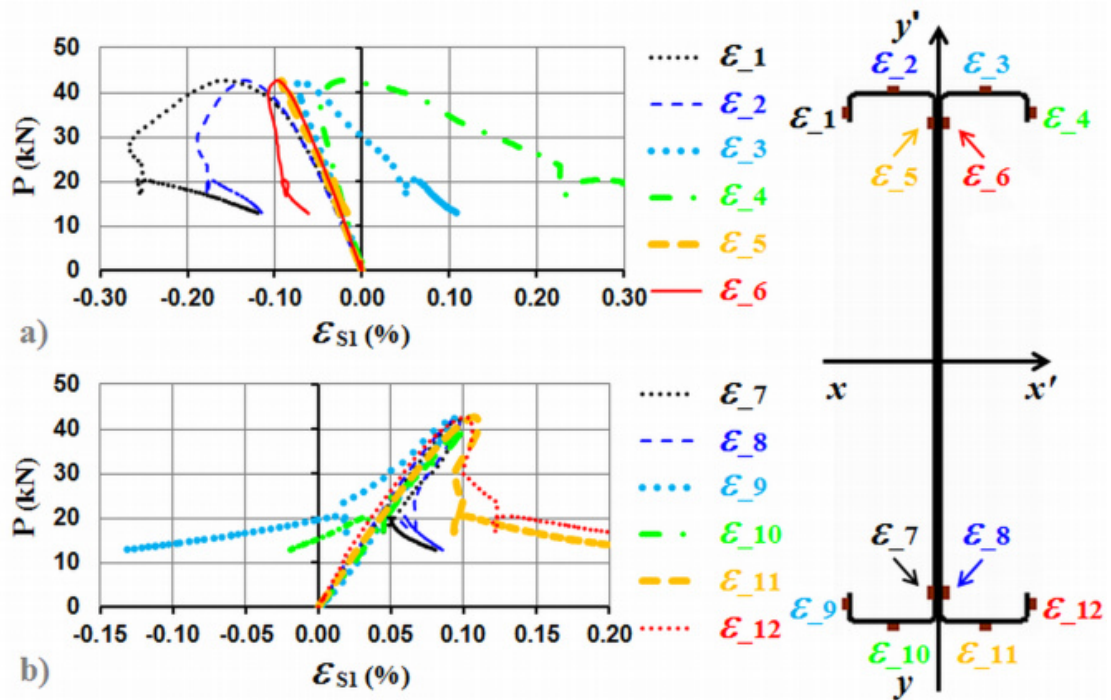 50
40
30
20
10
0
P (kN)
-0.30 -0.20 -0.10 0.00 0.10 0.20 0.30
a)
ε S1 (%)
ε_1
ε_2
ε_3
ε_4
ε_5
ε_6
50
40
30
20
10
0
P (kN)
-0.15 -0.10 -0.05 0.00 0.05 0.10 0.15 0.20
b)
ε S1 (%)
ε_7
ε_8
ε_9
ε_10
ε_11
ε_12
y'
ε_2 ε_3
ε_1 ε_4
ε_5 ε_6
x x'
ε_7 ε_8
ε_9 ε_12
ε_10 ε_11
y